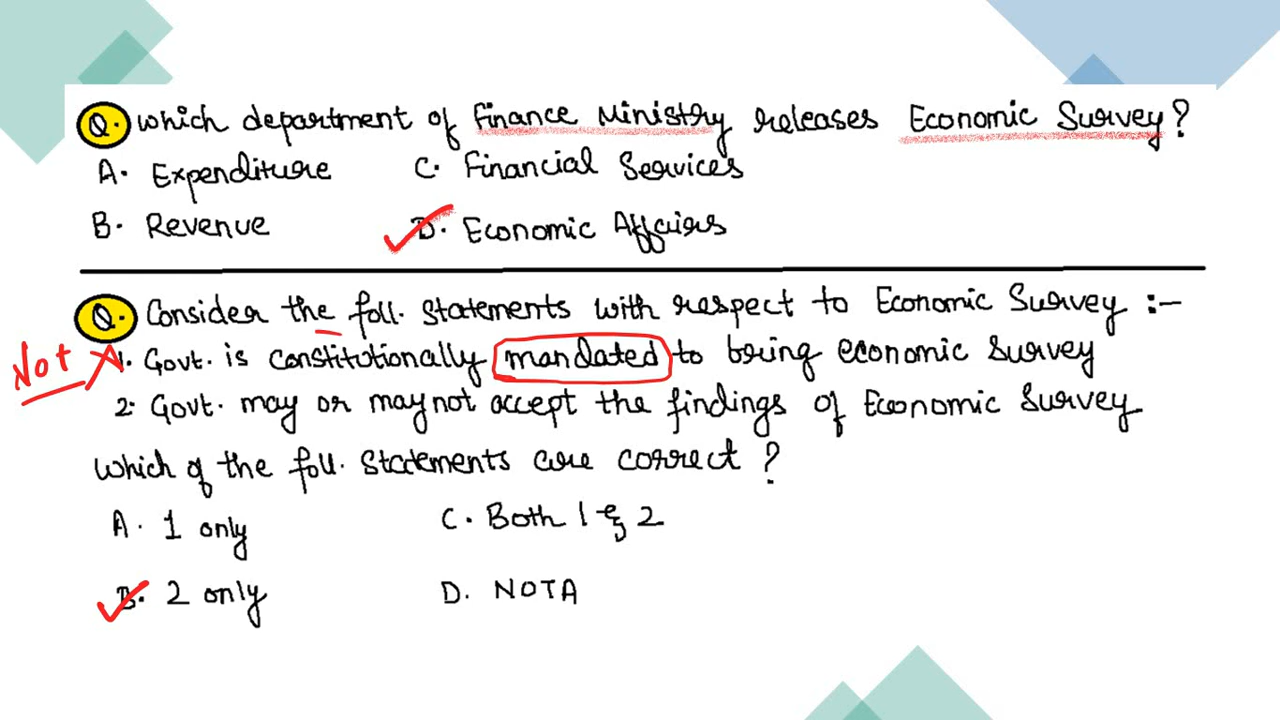 Q. Which department of Finance Ministry releases Economic Survey?
A. Expenditure C. Financial Services
B. Revenue D. Economic Affairs
Q. Consider the foll. statements with respect to Economic Survey :-
Not 1. Govt. is constitutionally mandated to bring economic survey
2. Govt. may or may not accept the findings of Economic Survey
Which of the foll. statements are correct ?
A. 1 only C. Both 1 & 2
B. 2 only D. NOTA